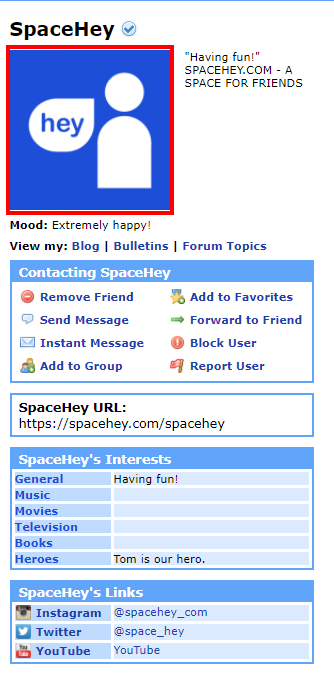 SpaceHey
"Having fun!"
SPACEHEY.COM - A
SPACE FOR FRIENDS
hey
Mood: Extremely happy!
View my: Blog | Bulletins | Forum Topics
Contacting SpaceHey
Remove Friend Add to Favorites
Send Message Forward to Friend
Instant Message Block User
Add to Group Report User
SpaceHey URL:
https://spacehey.com/spacehey
SpaceHey's Interests
General Having fun!
Music
Movies
Television
Books
Heroes Tom is our hero.
SpaceHey's Links
Instagram @spacehey_com
Twitter @space_hey
YouTube YouTube